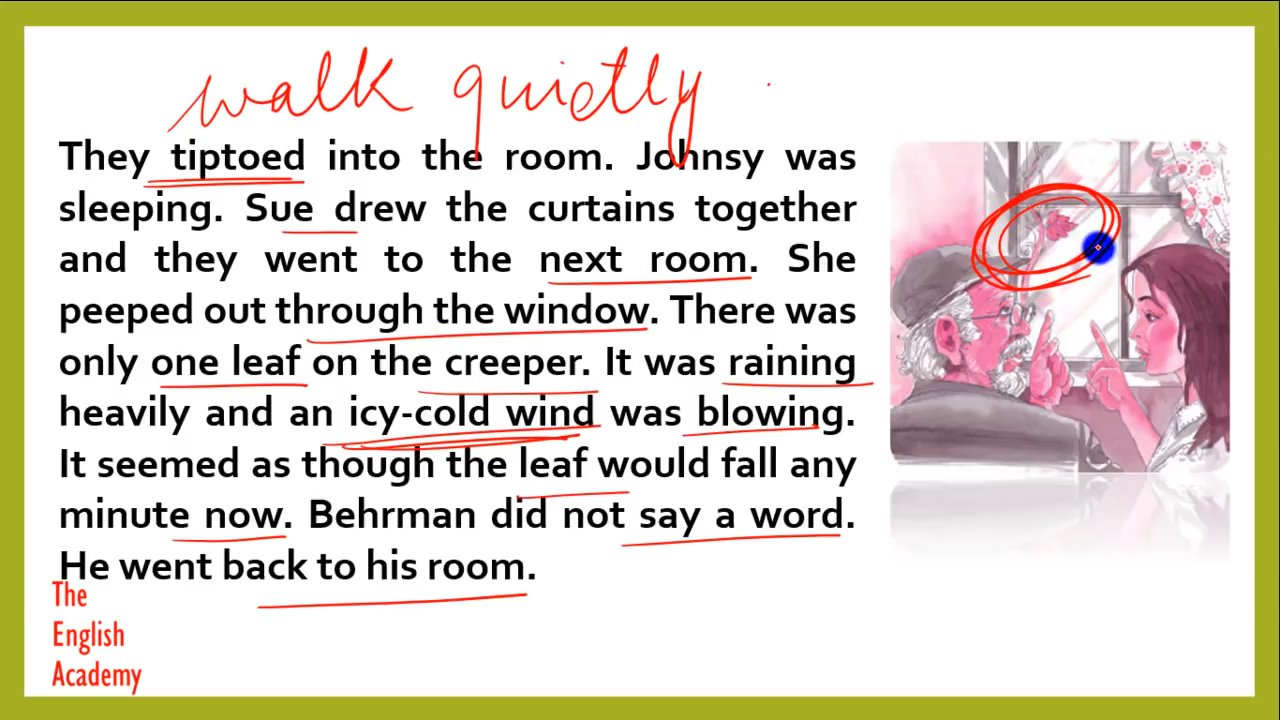 walk quietly
They tiptoed into the room. Johnsy was
sleeping. Sue drew the curtains together
and they went to the next room. She
peeped out through the window. There was
only one leaf on the creeper. It was raining
heavily and an icy-cold wind was blowing.
It seemed as though the leaf would fall any
minute now. Behrman did not say a word.
He went back to his room.
The
English
Academy